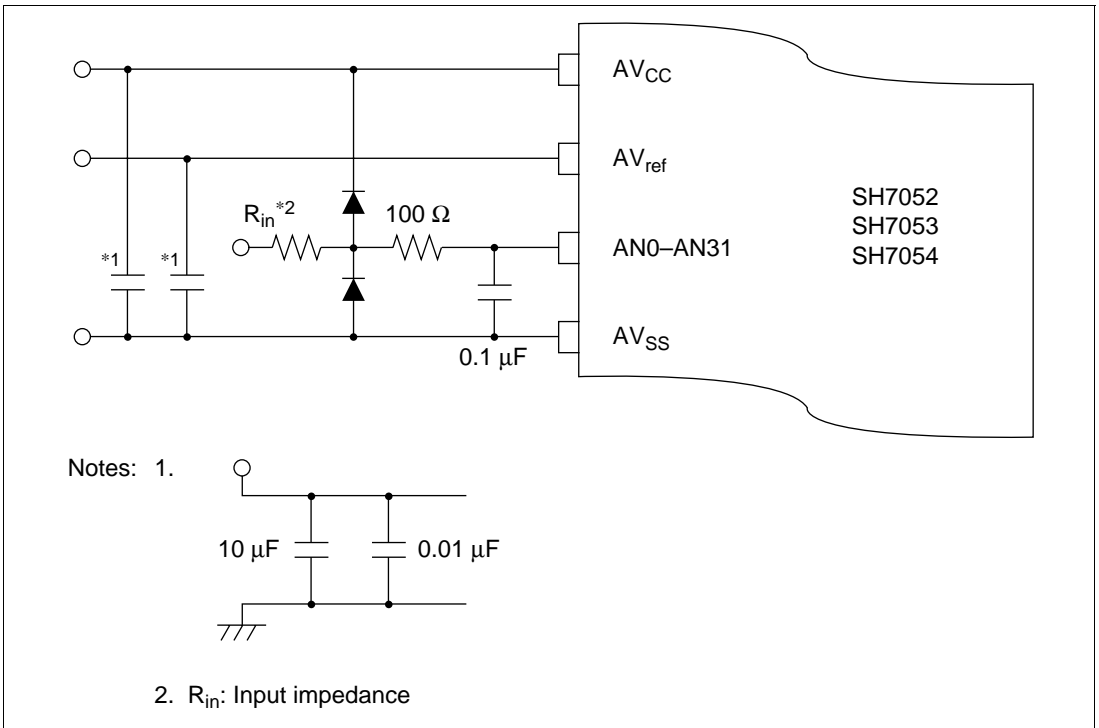 AVCC
AVref
SH7052
SH7053
SH7054
Rin*2
100 Ω
AN0–AN31
*1
*1
AVSS
0.1 μF
Notes: 1.
10 μF
0.01 μF
2. Rin: Input impedance